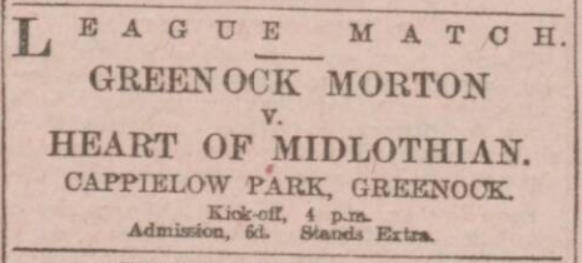 LEAGUE MATCH.
GREENOCK MORTON
v.
HEART OF MIDLOTHIAN.
CAPPIELOW PARK, GREENOCK.
Kick-off, 4 p.m.
Admission, 6d. Stands Extra.